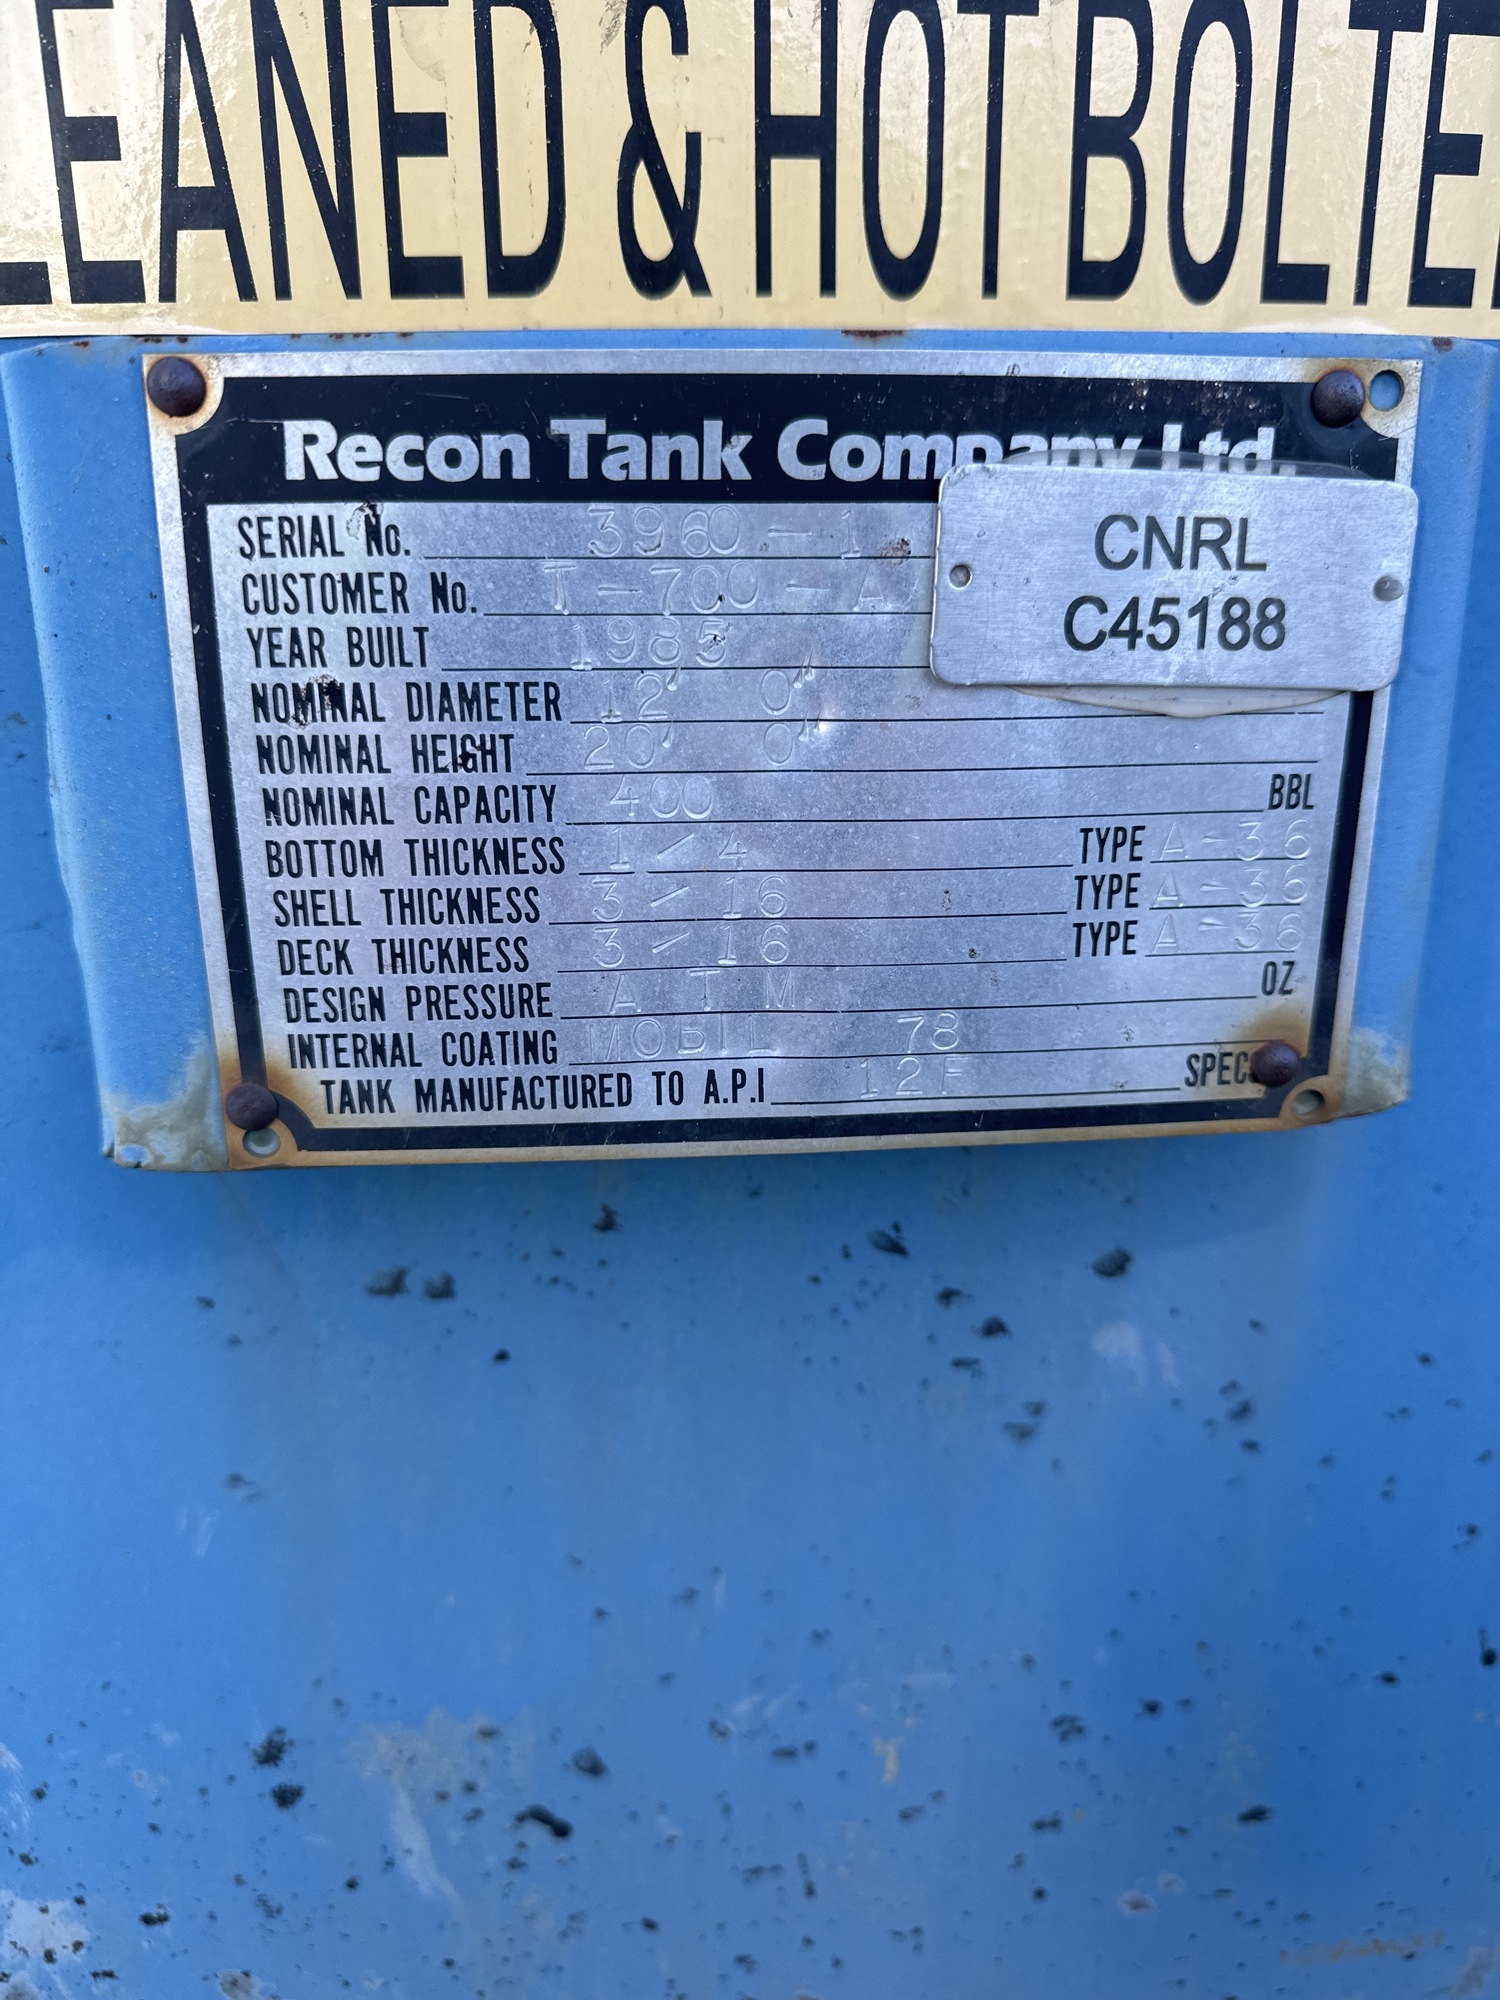 LEANED & HOT BOLTE
Recon Tank Company Ltd.
SERIAL No. 3960-1
CUSTOMER No. T-700-A
YEAR BUILT 1985
CNRL
C45188
NOMINAL DIAMETER 12' 0"
NOMINAL HEIGHT 20' 0"
NOMINAL CAPACITY 400 BBL
BOTTOM THICKNESS 1/4 TYPE A-36
SHELL THICKNESS 3/16 TYPE A-36
DECK THICKNESS 3/16 TYPE A-36
DESIGN PRESSURE ATM OZ
INTERNAL COATING MOBIL 78
TANK MANUFACTURED TO A.P.I 12F SPECS